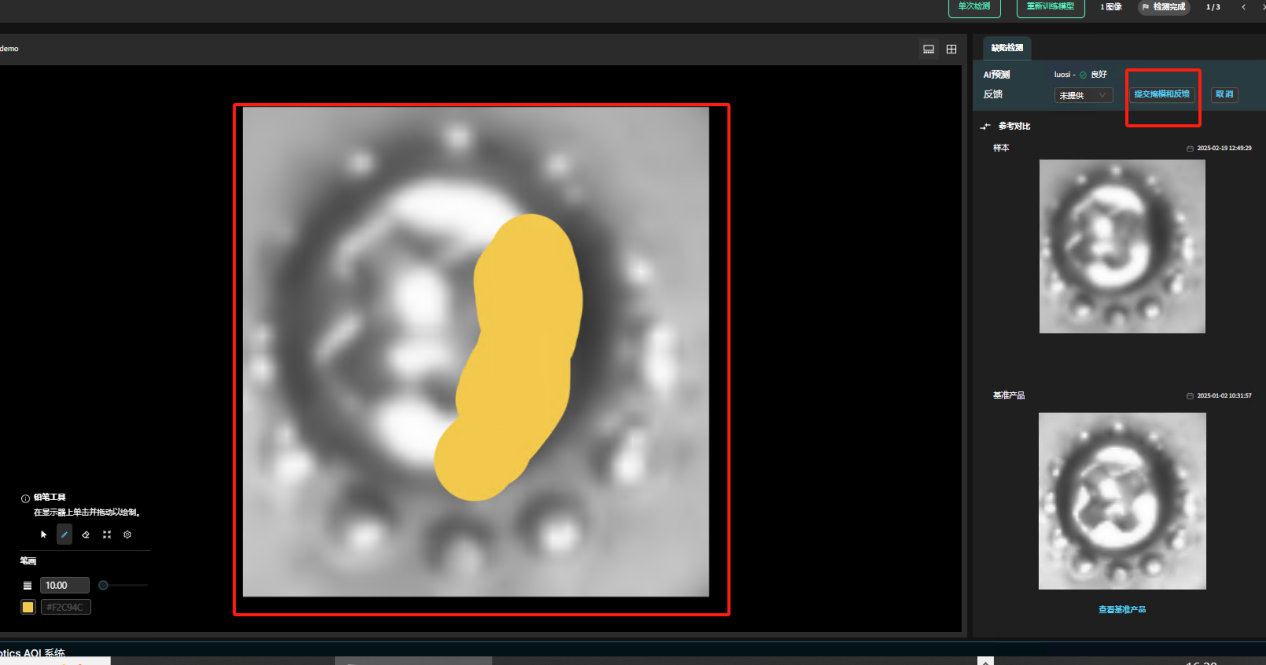 单次检测 重新训练模型 1 图像 检测完成 1 / 3
demo
缺陷检测
AI预测 luosi - 良好
反馈 未提供 提交掩模和反馈 取消
参考对比
样本 2025-02-19 12:49:29
基准产品 2025-01-02 10:31:57
查看基准产品
铅笔工具
在显示器上单击并拖动以绘制。
笔画
10.00
#F2C94C
otics AOI 系统